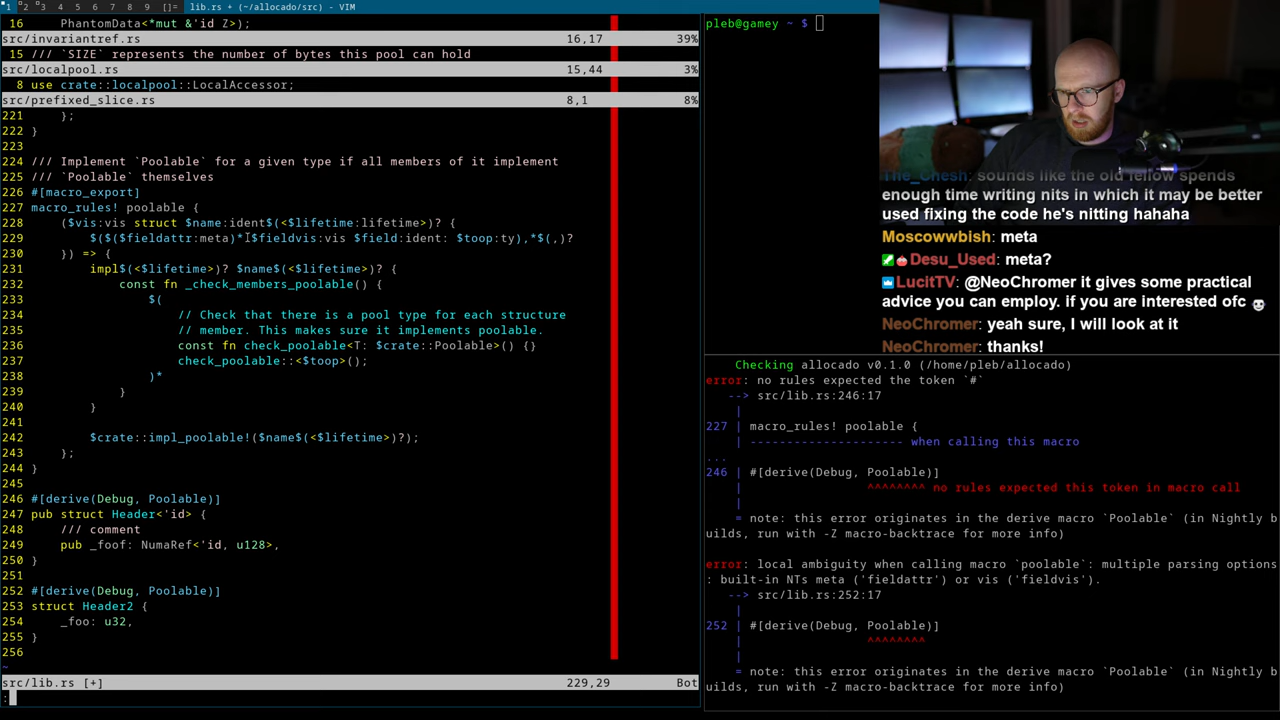 1 2 3 4 5 6 7 8 9 []= lib.rs + (~/allocado/src) - VIM
16 PhantomData<*mut &'id Z>);
src/invariantref.rs 16,17 39%
15 /// `SIZE` represents the number of bytes this pool can hold
src/localpool.rs 15,44 3%
8 use crate::localpool::LocalAccessor;
src/prefixed_slice.rs 8,1 8%
221 };
222 }
223
224 /// Implement `Poolable` for a given type if all members of it implement
225 /// `Poolable` themselves
226 #[macro_export]
227 macro_rules! poolable {
228 ($vis:vis struct $name:ident$(<$lifetime:lifetime>)? {
229 $($($fieldattr:meta)*$fieldvis:vis $field:ident: $toop:ty),*$(,)?
230 }) => {
231 impl$(<$lifetime>)? $name$(<$lifetime>)? {
232 const fn _check_members_poolable() {
233 $(
234 // Check that there is a pool type for each structure
235 // member. This makes sure it implements poolable.
236 const fn check_poolable<T: $crate::Poolable>() {}
237 check_poolable::<$toop>();
238 )*
239 }
240 }
241
242 $crate::impl_poolable!($name$(<$lifetime>)?);
243 };
244 }
245
246 #[derive(Debug, Poolable)]
247 pub struct Header<'id> {
248 /// comment
249 pub _foof: NumaRef<'id, u128>,
250 }
251
252 #[derive(Debug, Poolable)]
253 struct Header2 {
254 _foo: u32,
255 }
256
~
src/lib.rs [+] 229,29 Bot
:
pleb@gamey ~ $
Checking allocado v0.1.0 (/home/pleb/allocado)
error: no rules expected the token `#`
--> src/lib.rs:246:17
|
227 | macro_rules! poolable {
| --------------------- when calling this macro
...
246 | #[derive(Debug, Poolable)]
| ^^^^^^^^ no rules expected this token in macro call
|
= note: this error originates in the derive macro `Poolable` (in Nightly b
uilds, run with -Z macro-backtrace for more info)
error: local ambiguity when calling macro `poolable`: multiple parsing options
: built-in NTs meta ('fieldattr') or vis ('fieldvis').
--> src/lib.rs:252:17
|
252 | #[derive(Debug, Poolable)]
| ^^^^^^^^
|
= note: this error originates in the derive macro `Poolable` (in Nightly b
uilds, run with -Z macro-backtrace for more info)
The_Chesh: sounds like the old fellow spends
enough time writing nits in which it may be better
used fixing the code he's nitting hahaha
Moscowwbish: meta
Desu_Used: meta?
LucitTV: @NeoChromer it gives some practical
advice you can employ. if you are interested ofc
NeoChromer: yeah sure, I will look at it
NeoChromer: thanks!